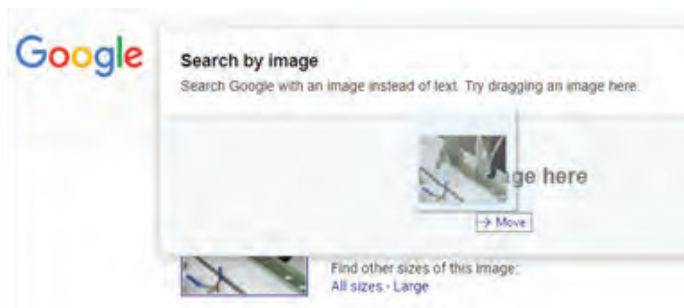 Google
Search by image
Search Google with an image instead of text. Try dragging an image here.
ge here
→ Move
Find other sizes of this image:
All sizes - Large